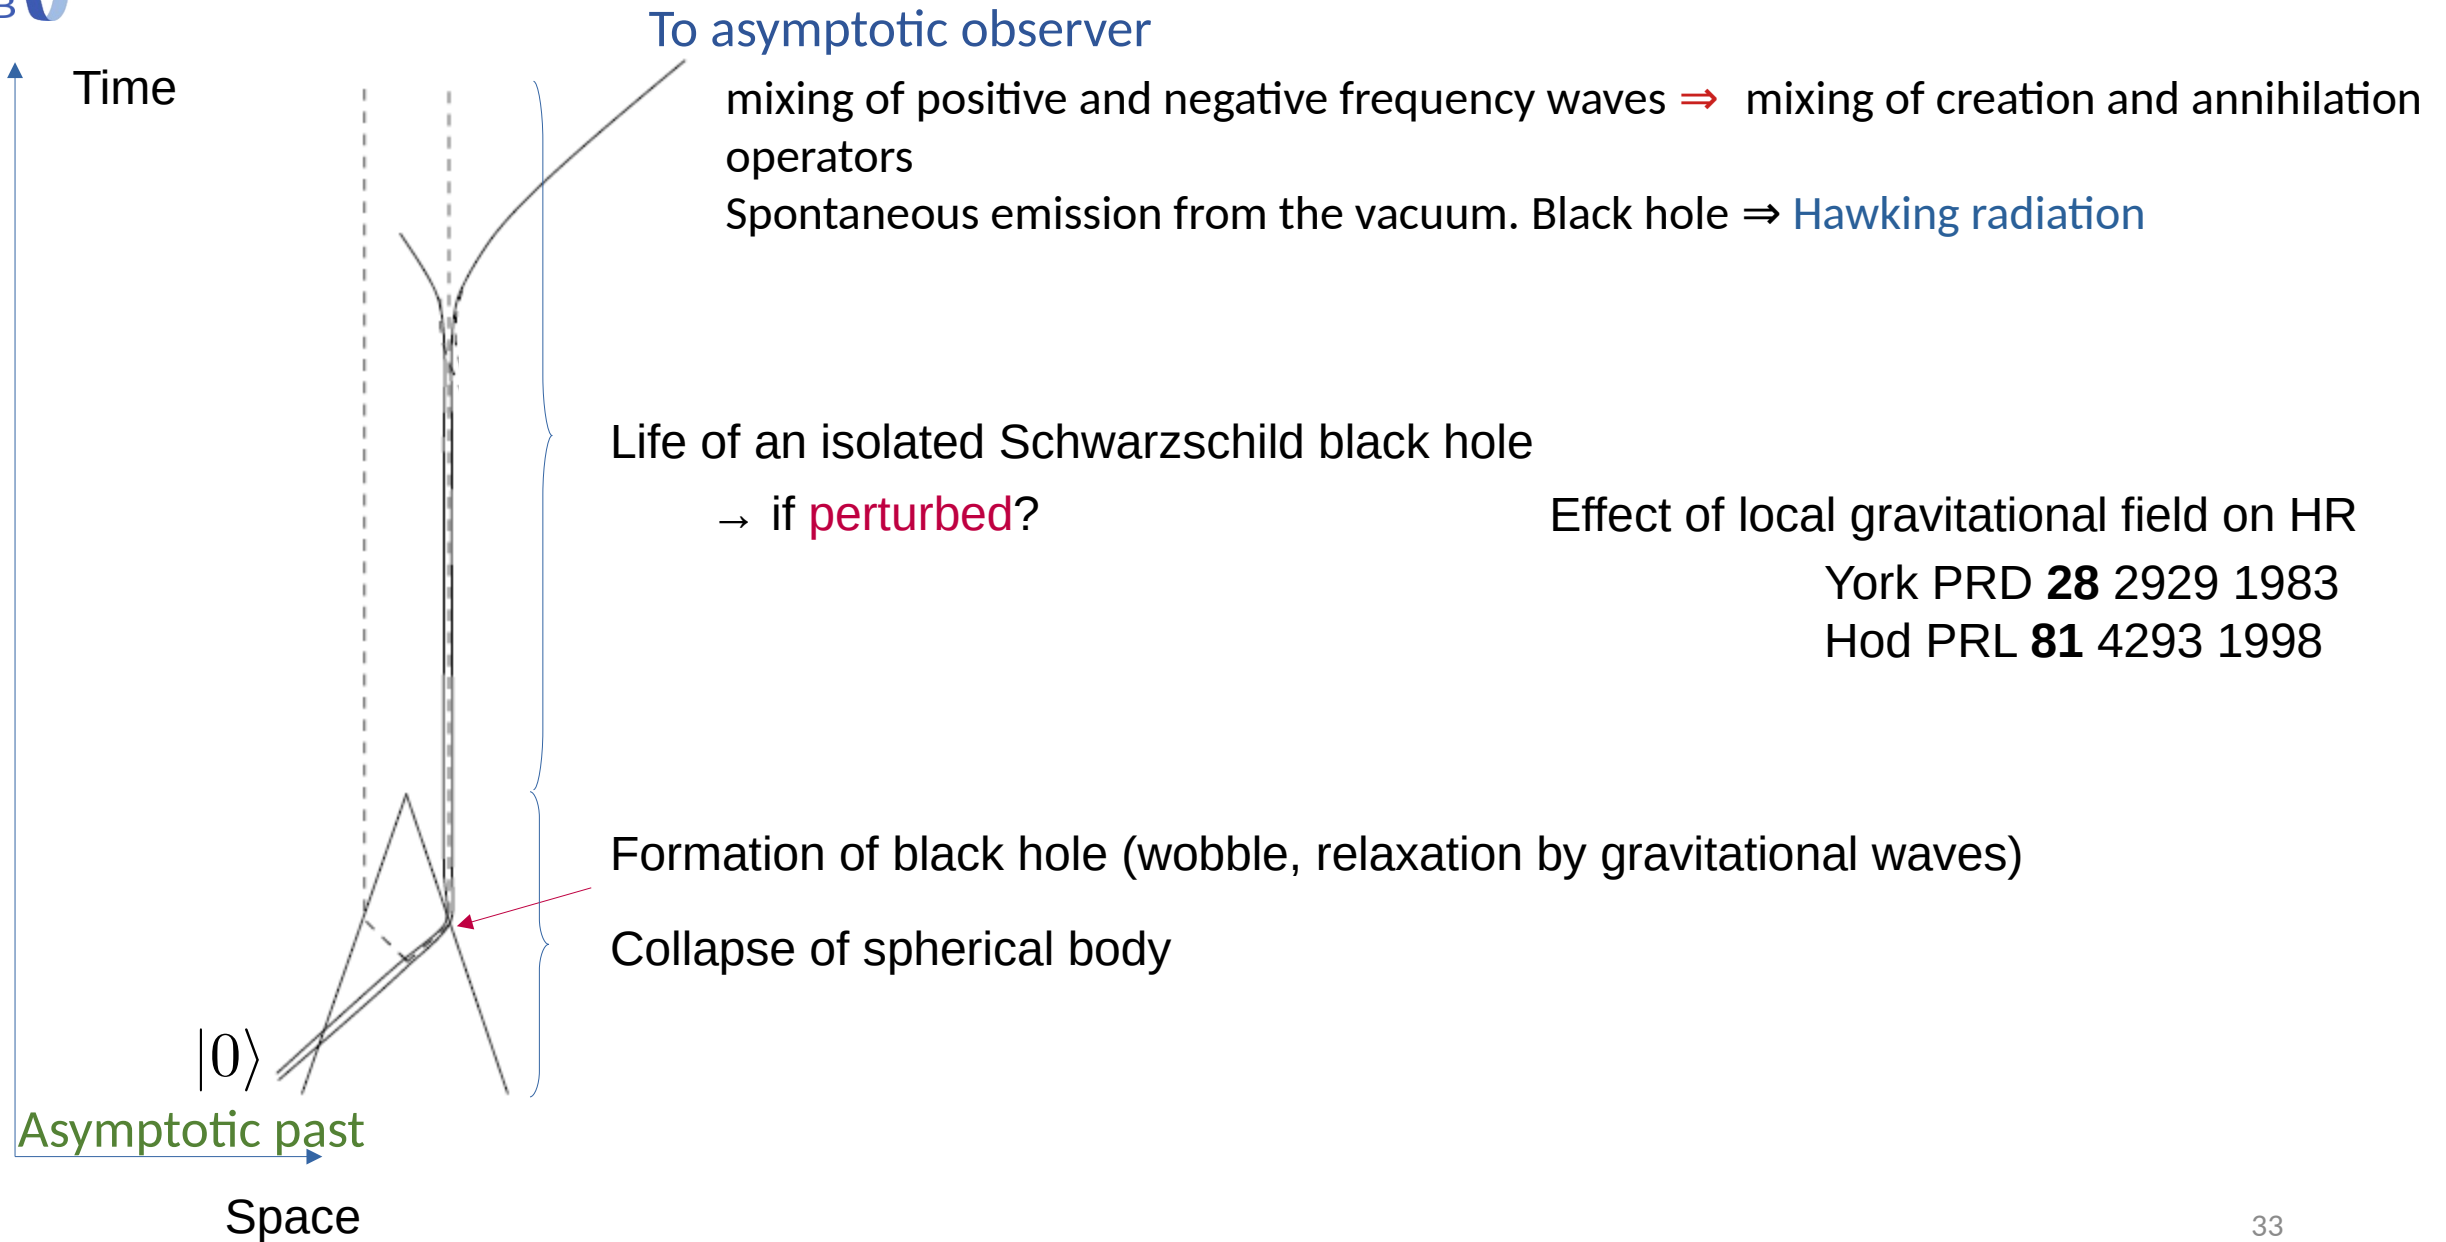 To asymptotic observer
Time
mixing of positive and negative frequency waves ⇒ mixing of creation and annihilation
operators
Spontaneous emission from the vacuum. Black hole ⇒ Hawking radiation
Life of an isolated Schwarzschild black hole
→ if perturbed?
Effect of local gravitational field on HR
York PRD 28 2929 1983
Hod PRL 81 4293 1998
Formation of black hole (wobble, relaxation by gravitational waves)
Collapse of spherical body
|0⟩
Asymptotic past
Space
33